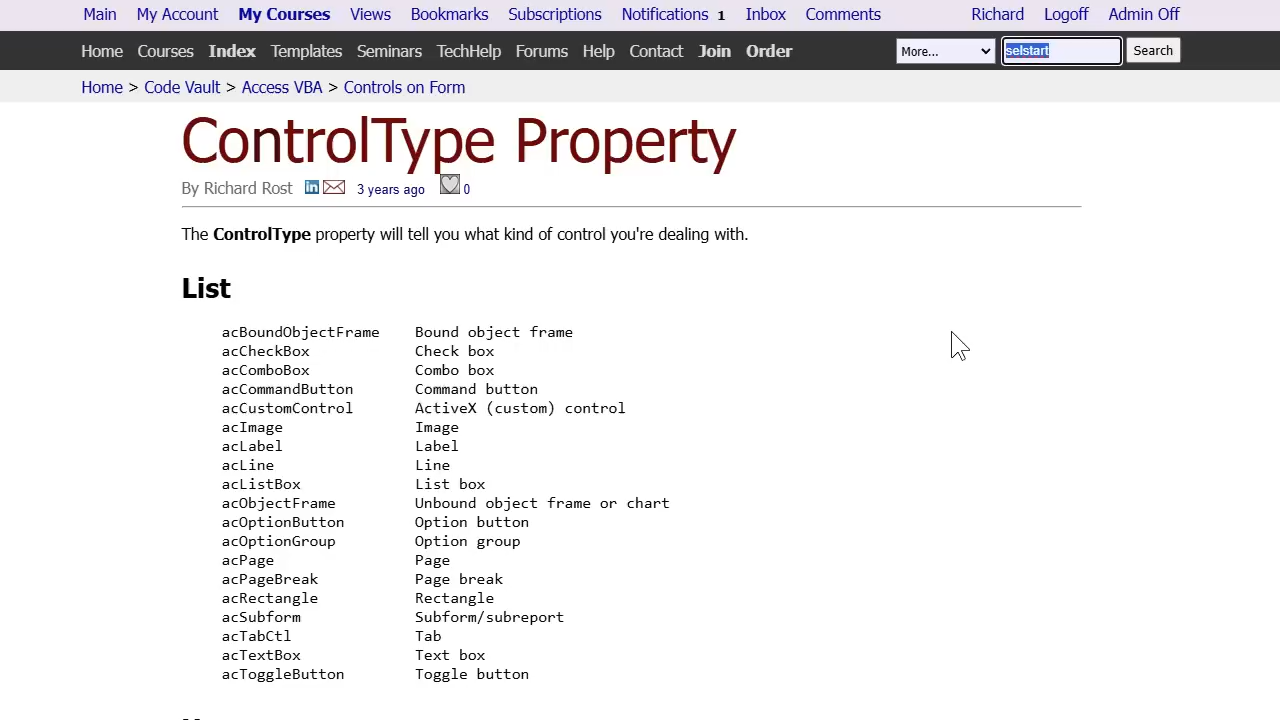 Main My Account My Courses Views Bookmarks Subscriptions Notifications 1 Inbox Comments Richard Logoff Admin Off
Home Courses Index Templates Seminars TechHelp Forums Help Contact Join Order More... selstart Search
Home > Code Vault > Access VBA > Controls on Form
ControlType Property
By Richard Rost in 3 years ago 0
The ControlType property will tell you what kind of control you're dealing with.
List
acBoundObjectFrame Bound object frame
acCheckBox Check box
acComboBox Combo box
acCommandButton Command button
acCustomControl ActiveX (custom) control
acImage Image
acLabel Label
acLine Line
acListBox List box
acObjectFrame Unbound object frame or chart
acOptionButton Option button
acOptionGroup Option group
acPage Page
acPageBreak Page break
acRectangle Rectangle
acSubform Subform/subreport
acTabCtl Tab
acTextBox Text box
acToggleButton Toggle button